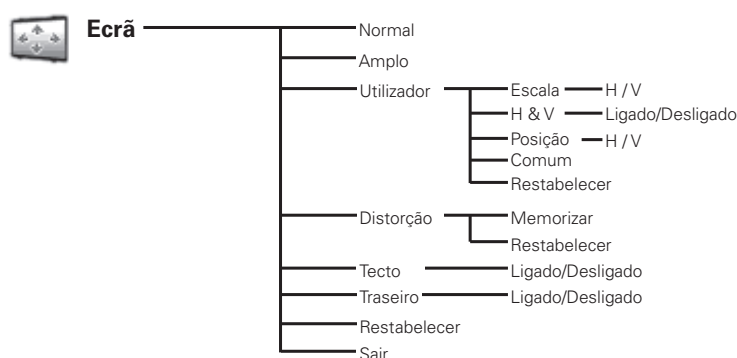 Ecrã
Normal
Amplo
Utilizador Escala H / V
H & V Ligado/Desligado
Posição H / V
Comum
Restabelecer
Distorção Memorizar
Restabelecer
Tecto Ligado/Desligado
Traseiro Ligado/Desligado
Restabelecer
Sair